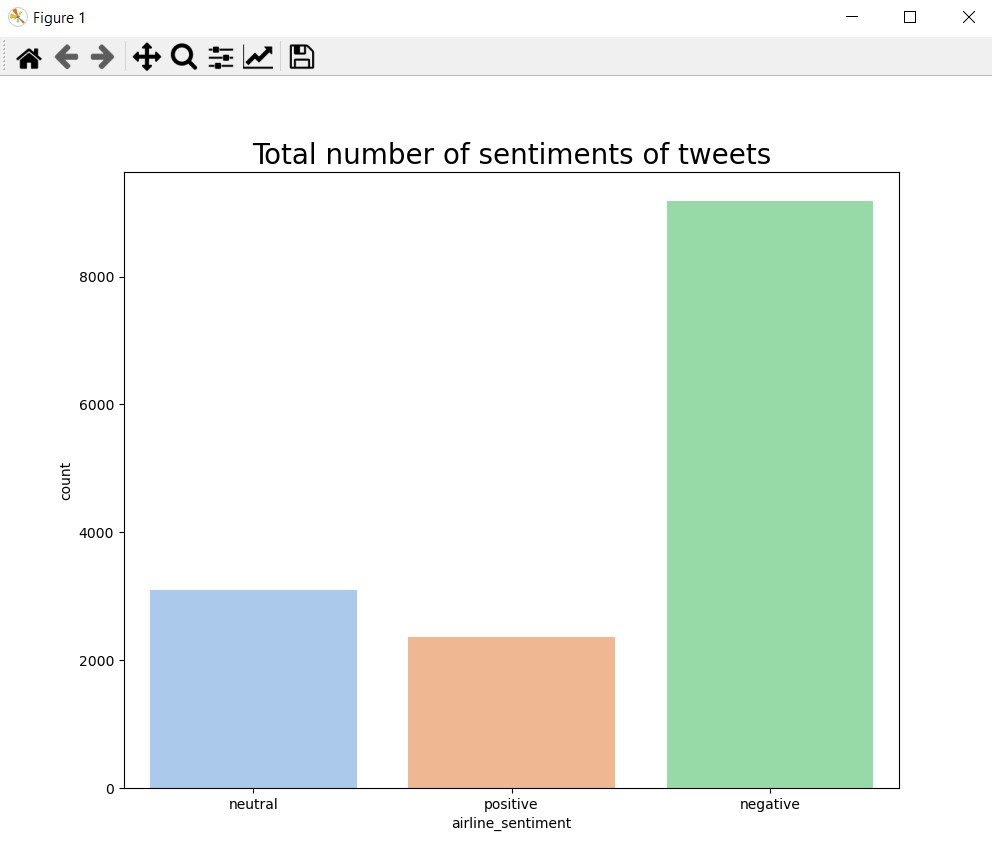 Figure 1
Total number of sentiments of tweets
8000
6000
4000
2000
0
count
neutral positive negative
airline_sentiment